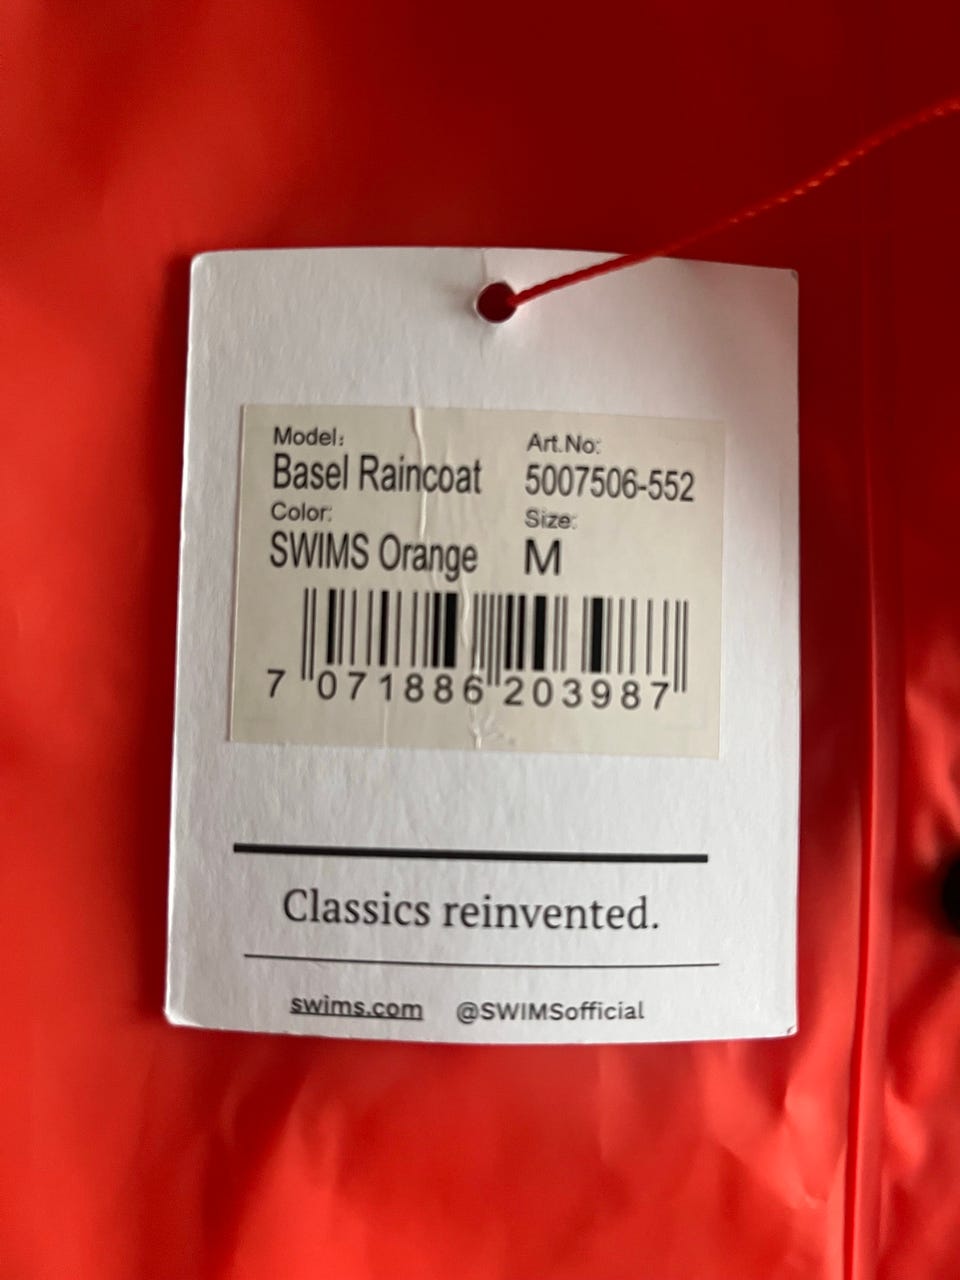 Model:
Basel Raincoat
Art.No:
5007506-552
Color:
SWIMS Orange
Size:
M
7 071886 203987
Classics reinvented.
swims.com @SWIMSofficial